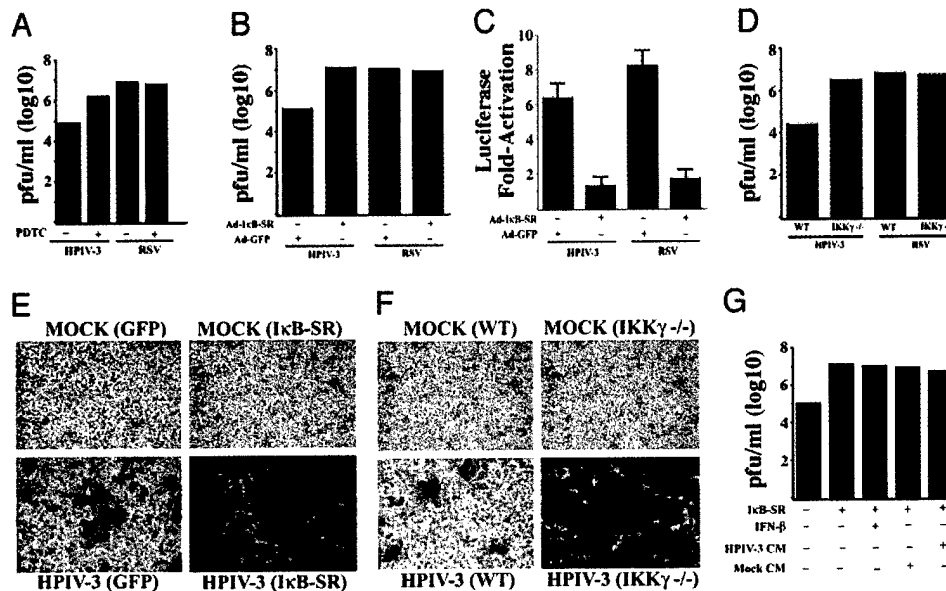 A
pfu/ml (log10)
8
6
4
2
PDTC
− + − +
HPIV-3 RSV
B
pfu/ml (log10)
8
6
4
2
Ad-IκB-SR − + − +
Ad-GFP + − + −
HPIV-3 RSV
C
Luciferase
Fold-Activation
10
8
6
4
2
Ad-IκB-SR − + − +
Ad-GFP + − + −
HPIV-3 RSV
D
pfu/ml (log10)
8
6
4
2
WT IKKγ-/- WT IKKγ-/-
HPIV-3 RSV
E
MOCK (GFP) MOCK (IκB-SR)
HPIV-3 (GFP) HPIV-3 (IκB-SR)
F
MOCK (WT) MOCK (IKKγ -/-)
HPIV-3 (WT) HPIV-3 (IKKγ -/-)
G
pfu/ml (log10)
8
6
4
2
IκB-SR − + + + +
IFN-β − − + − −
HPIV-3 CM − − − − +
Mock CM − − − + −